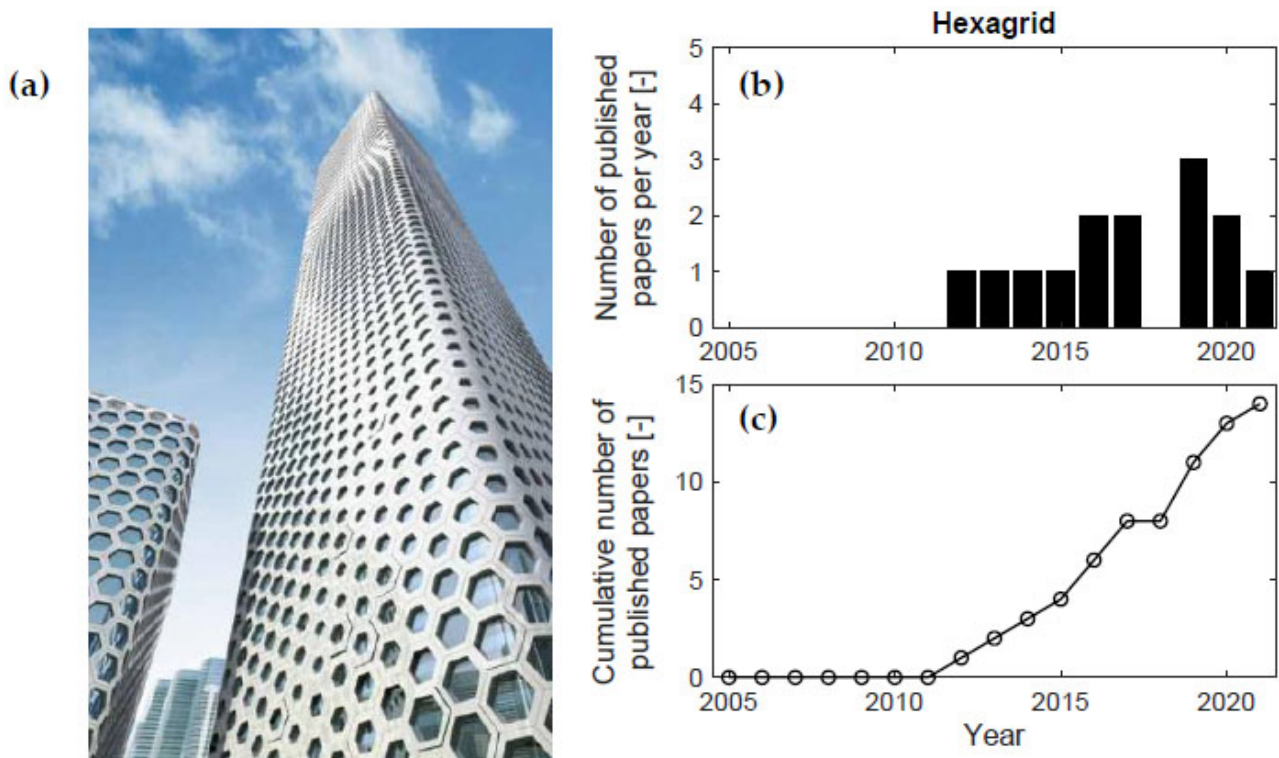 (a)
Hexagrid
(b)
Number of published
papers per year [-]
5
4
3
2
1
0
2005
2010
2015
2020
(c)
Cumulative number of
published papers [-]
15
10
5
0
2005
2010
2015
2020
Year